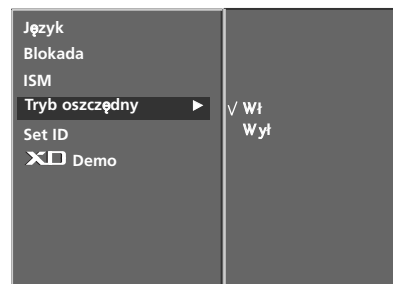 Język
Blokada
ISM
Tryb oszczędny ▶
√ Wł
Wył
Set ID
XD Demo